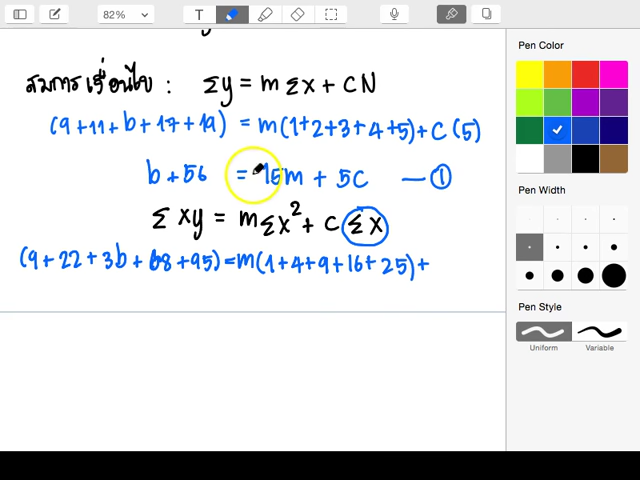 82%
T
Pen Color
สมการเงื่อนไข : Σy = mΣx + CN
(9+11+b+17+19) = m(1+2+3+4+5)+c(5)
b+56 = 15m + 5c — ①
Pen Width
Σxy = mΣx² + cΣx
(9+22+3b+68+95)=m(1+4+9+16+25)+
Pen Style
Uniform
Variable